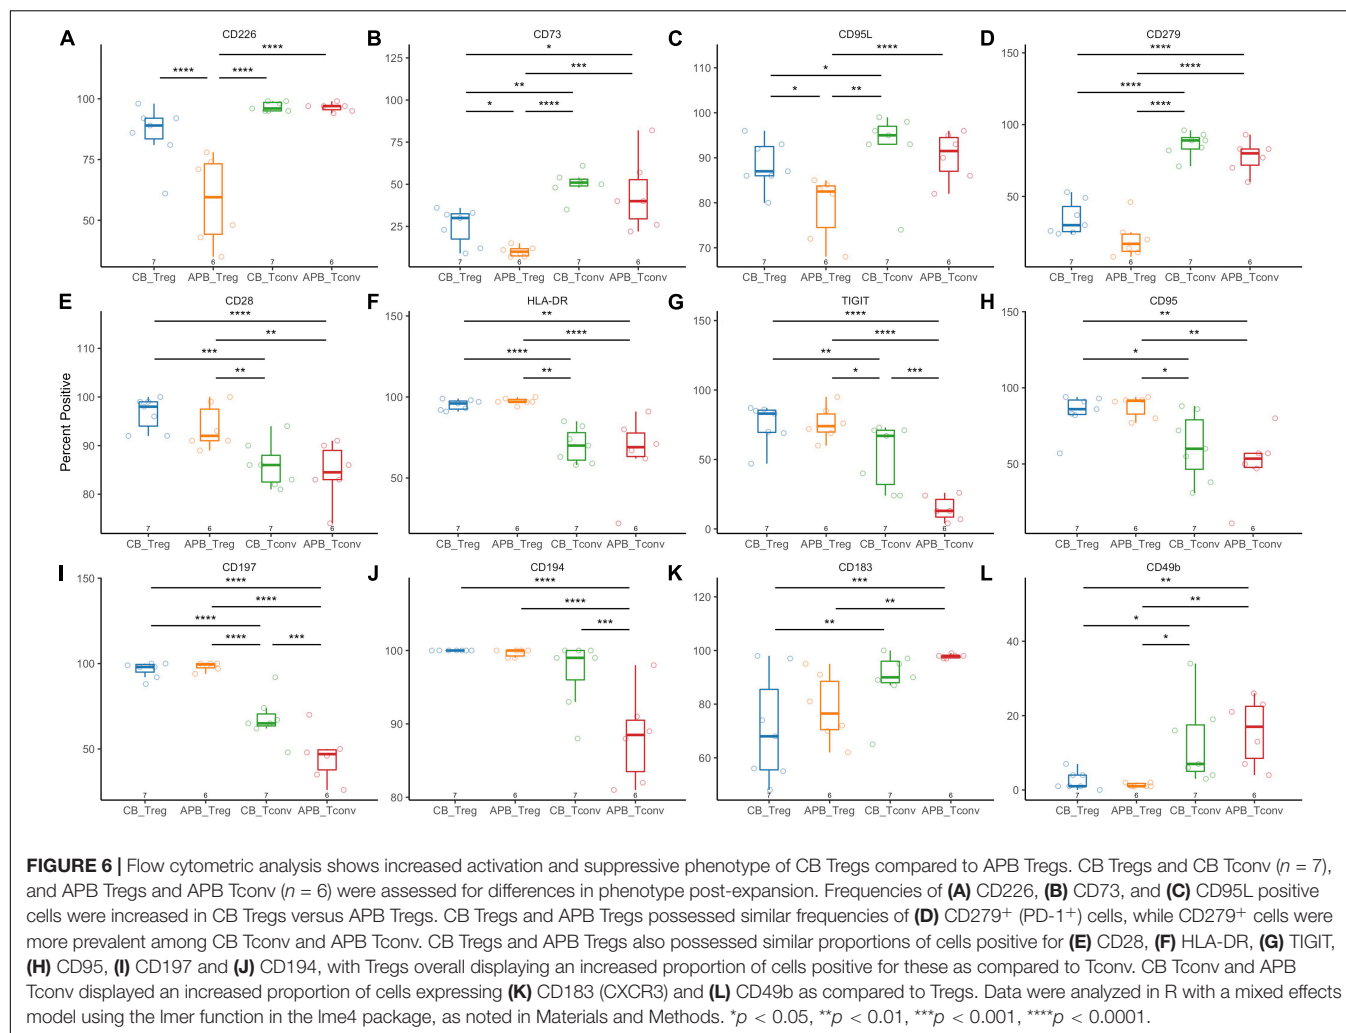 A CD226
**** **** ****
100
75
50
7 6 7 6
CB_Treg APB_Treg CB_Tconv APB_Tconv
B CD73
*
***
**
* ****
125
100
75
50
25
7 6 7 6
CB_Treg APB_Treg CB_Tconv APB_Tconv
C CD95L
****
*
* **
110
100
90
80
70
7 6 7 6
CB_Treg APB_Treg CB_Tconv APB_Tconv
D CD279
****
****
****
****
150
100
50
7 6 7 6
CB_Treg APB_Treg CB_Tconv APB_Tconv
Percent Positive
E CD28
****
**
***
**
110
100
90
80
7 6 7 6
CB_Treg APB_Treg CB_Tconv APB_Tconv
F HLA-DR
**
****
****
**
150
100
50
7 6 7 6
CB_Treg APB_Treg CB_Tconv APB_Tconv
G TIGIT
****
****
**
* ***
150
100
50
0
7 6 7 6
CB_Treg APB_Treg CB_Tconv APB_Tconv
H CD95
**
**
*
*
150
100
50
7 6 7 6
CB_Treg APB_Treg CB_Tconv APB_Tconv
I CD197
****
****
****
**** ***
150
100
50
7 6 7 6
CB_Treg APB_Treg CB_Tconv APB_Tconv
J CD194
****
****
***
100
90
80
7 6 7 6
CB_Treg APB_Treg CB_Tconv APB_Tconv
K CD183
***
**
**
120
100
80
60
7 6 7 6
CB_Treg APB_Treg CB_Tconv APB_Tconv
L CD49b
**
**
*
*
40
20
0
7 6 7 6
CB_Treg APB_Treg CB_Tconv APB_Tconv
FIGURE 6 | Flow cytometric analysis shows increased activation and suppressive phenotype of CB Tregs compared to APB Tregs. CB Tregs and CB Tconv (n = 7),
and APB Tregs and APB Tconv (n = 6) were assessed for differences in phenotype post-expansion. Frequencies of (A) CD226, (B) CD73, and (C) CD95L positive
cells were increased in CB Tregs versus APB Tregs. CB Tregs and APB Tregs possessed similar frequencies of (D) CD279⁺ (PD-1⁺) cells, while CD279⁺ cells were
more prevalent among CB Tconv and APB Tconv. CB Tregs and APB Tregs also possessed similar proportions of cells positive for (E) CD28, (F) HLA-DR, (G) TIGIT,
(H) CD95, (I) CD197 and (J) CD194, with Tregs overall displaying an increased proportion of cells positive for these as compared to Tconv. CB Tconv and APB
Tconv displayed an increased proportion of cells expressing (K) CD183 (CXCR3) and (L) CD49b as compared to Tregs. Data were analyzed in R with a mixed effects
model using the lmer function in the lme4 package, as noted in Materials and Methods. *p < 0.05, **p < 0.01, ***p < 0.001, ****p < 0.0001.